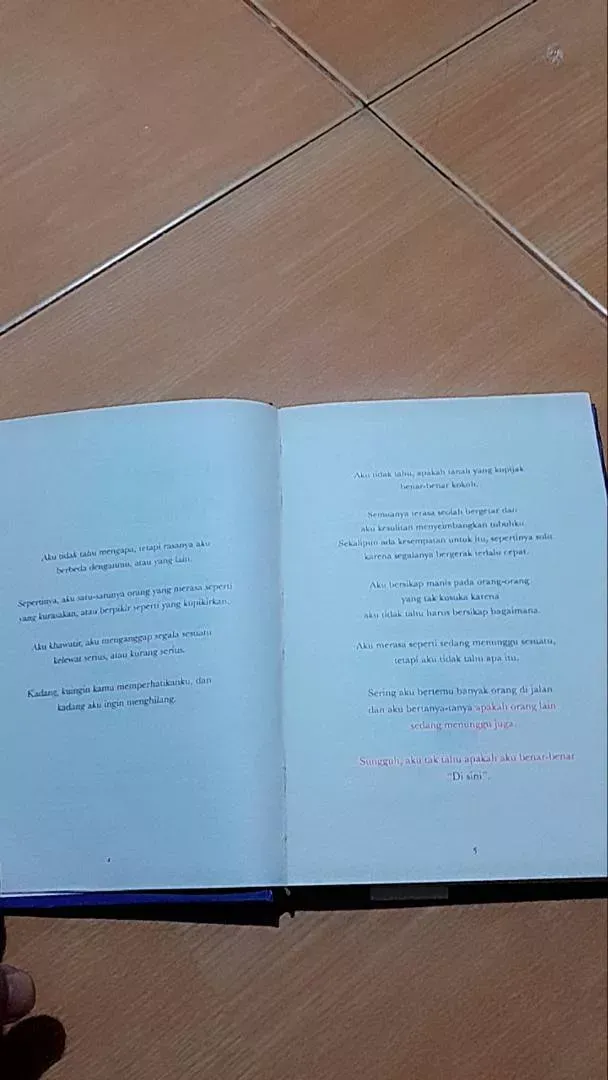 Aku tidak tahu mengapa, tetapi rasanya aku
berbeda denganmu, atau yang lain.
Sepertinya, aku satu-satunya orang yang merasa seperti
yang kurasakan, atau berpikir seperti yang kupikirkan.
Aku khawatir, aku menganggap segala sesuatu
kelewat serius, atau kurang serius.
Kadang, kuingin kamu memperhatikanku, dan
kadang aku ingin menghilang.
4
Aku tidak tahu, apakah tanah yang kupijak
benar-benar kokoh.
Semuanya terasa seolah bergetar dan
aku kesulitan menyeimbangkan tubuhku.
Sekalipun ada kesempatan untuk itu, sepertinya sulit
karena segalanya bergerak terlalu cepat.
Aku bersikap manis pada orang-orang
yang tak kusuka karena
aku tidak tahu harus bersikap bagaimana.
Aku merasa seperti sedang menunggu sesuatu,
tetapi aku tidak tahu apa itu.
Sering aku bertemu banyak orang di jalan
dan aku bertanya-tanya apakah orang lain
sedang menunggu juga.
Sungguh, aku tak tahu apakah aku benar-benar
"Di sini".
5